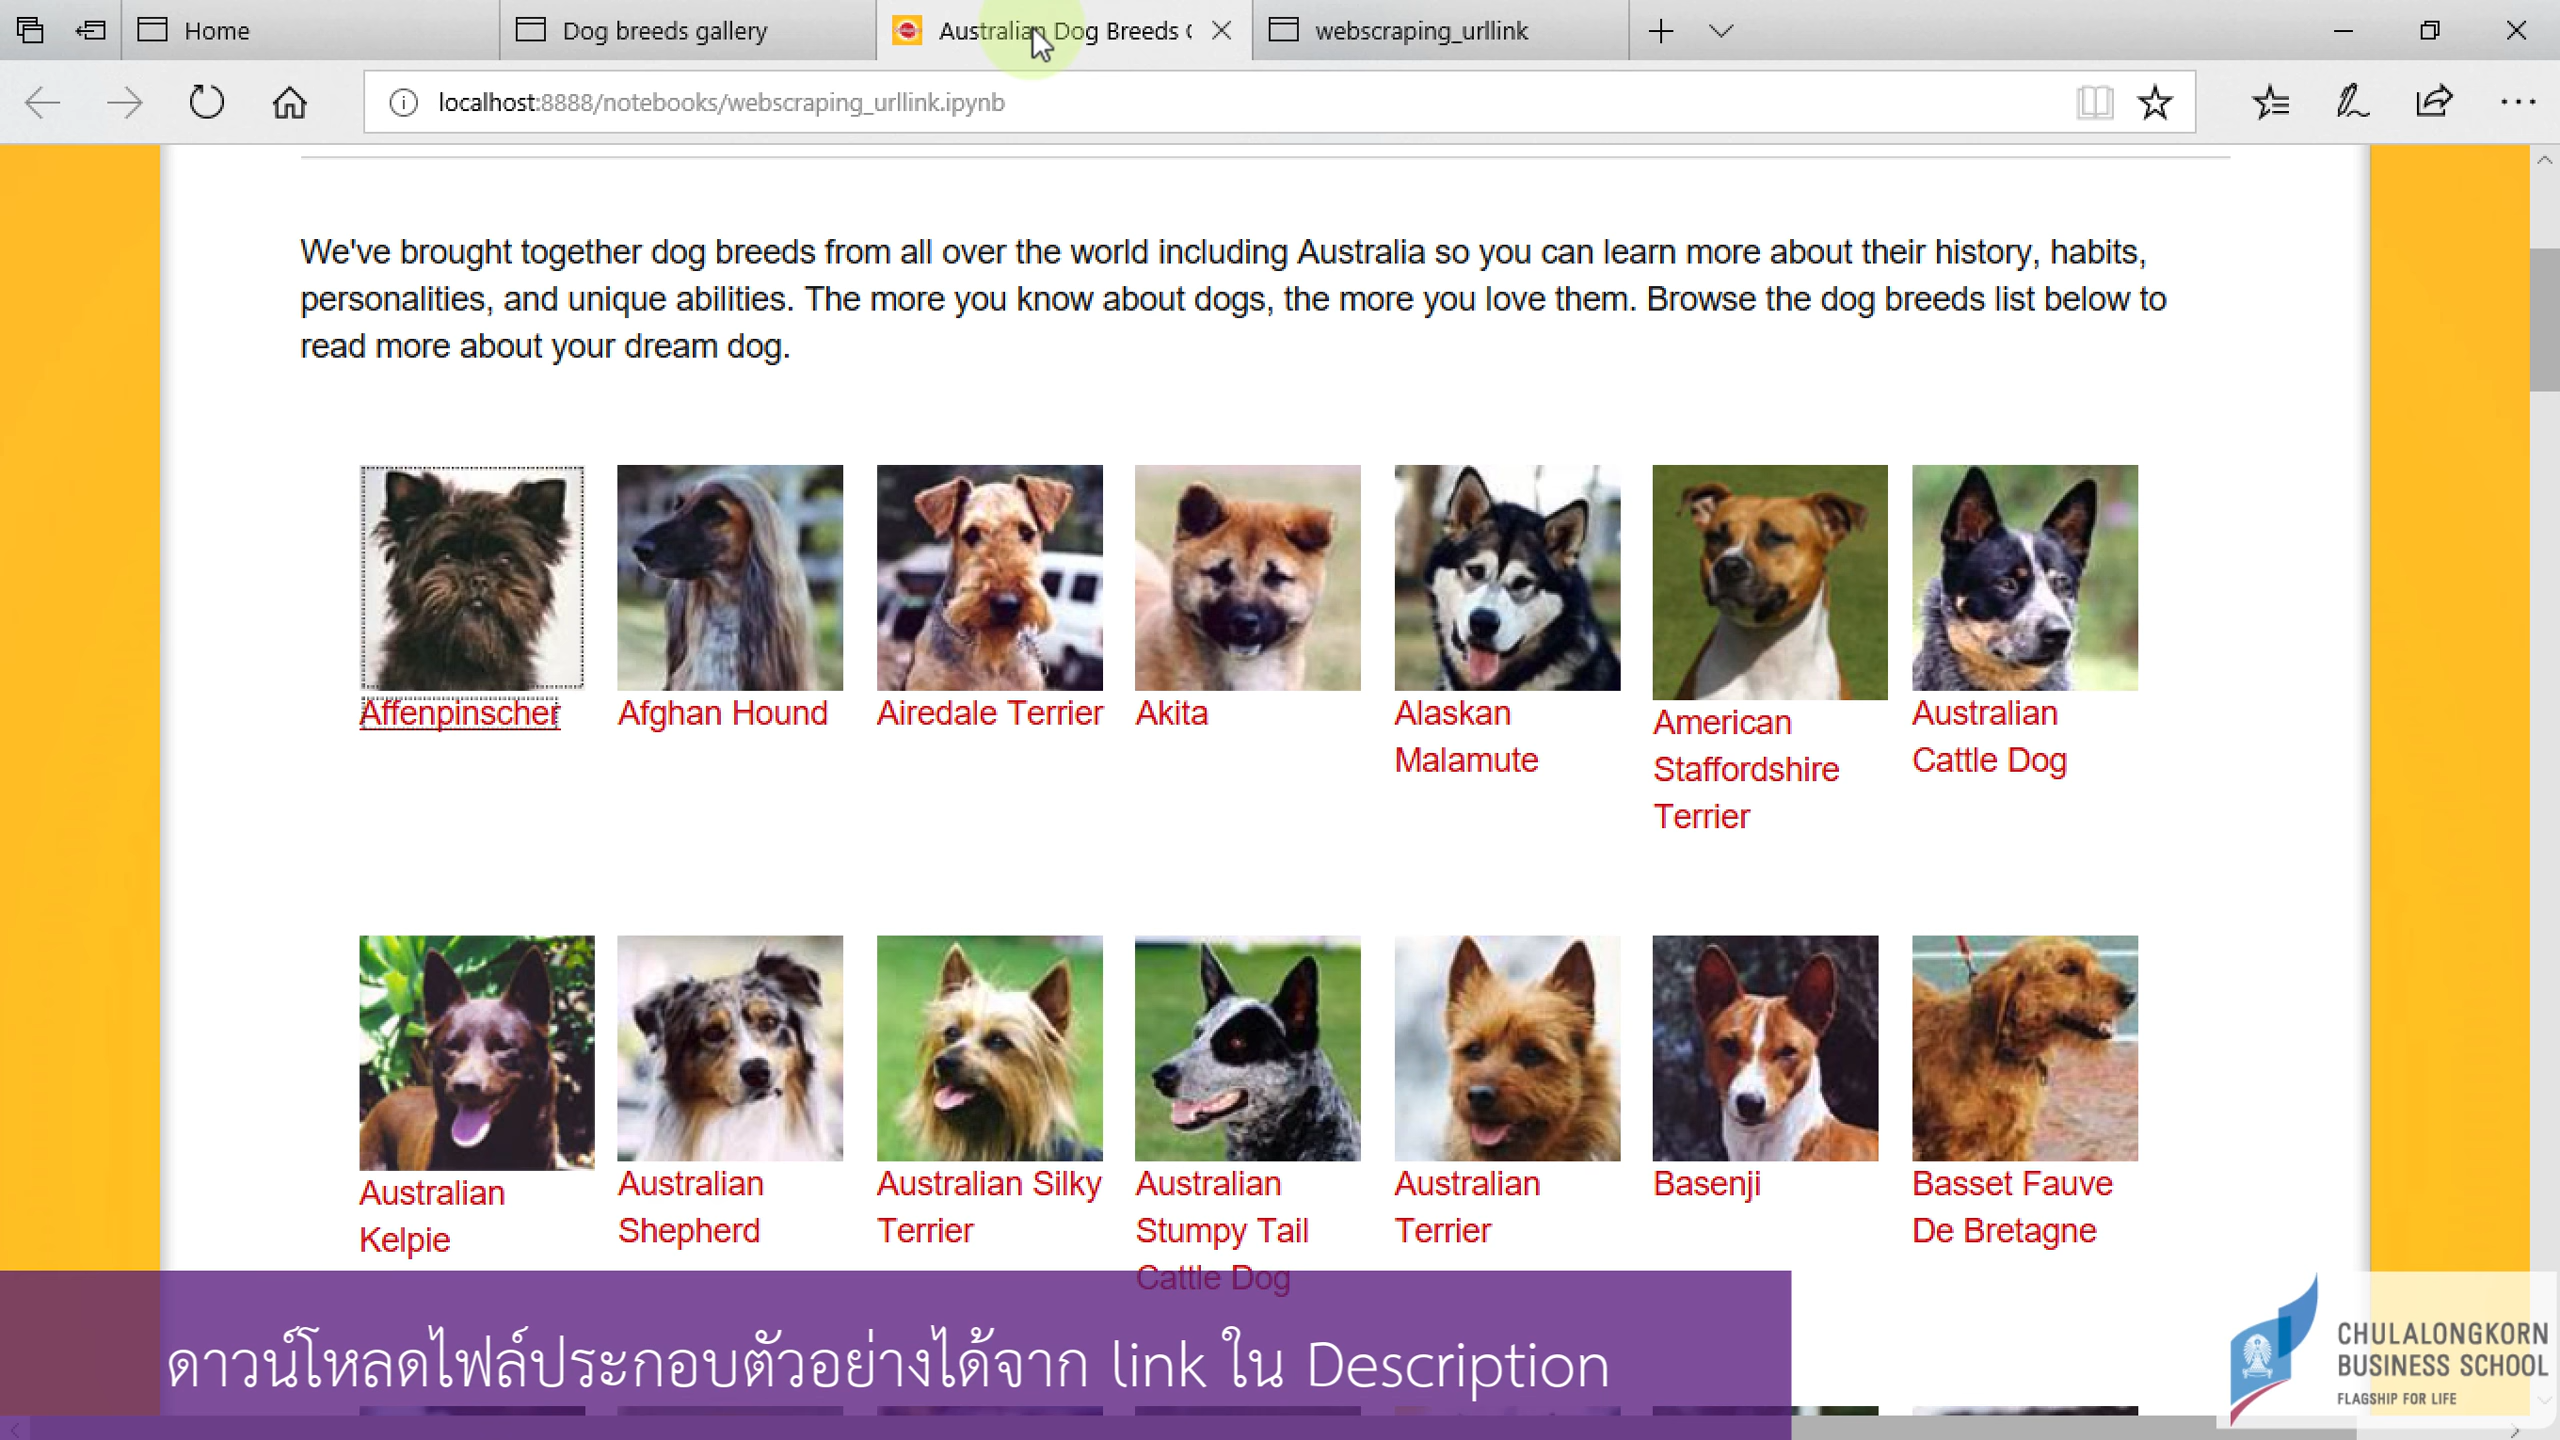 Home
Dog breeds gallery
Australian Dog Breeds
webscraping_urllink
localhost:8888/notebooks/webscraping_urllink.ipynb
We've brought together dog breeds from all over the world including Australia so you can learn more about their history, habits,
personalities, and unique abilities. The more you know about dogs, the more you love them. Browse the dog breeds list below to
read more about your dream dog.
Affenpinscher
Afghan Hound
Airedale Terrier
Akita
Alaskan
Malamute
American
Staffordshire
Terrier
Australian
Cattle Dog
Australian
Kelpie
Australian
Shepherd
Australian Silky
Terrier
Australian
Stumpy Tail
Cattle Dog
Australian
Terrier
Basenji
Basset Fauve
De Bretagne
ดาวน์โหลดไฟล์ประกอบตัวอย่างได้จาก link ใน Description
CHULALONGKORN
BUSINESS SCHOOL
FLAGSHIP FOR LIFE